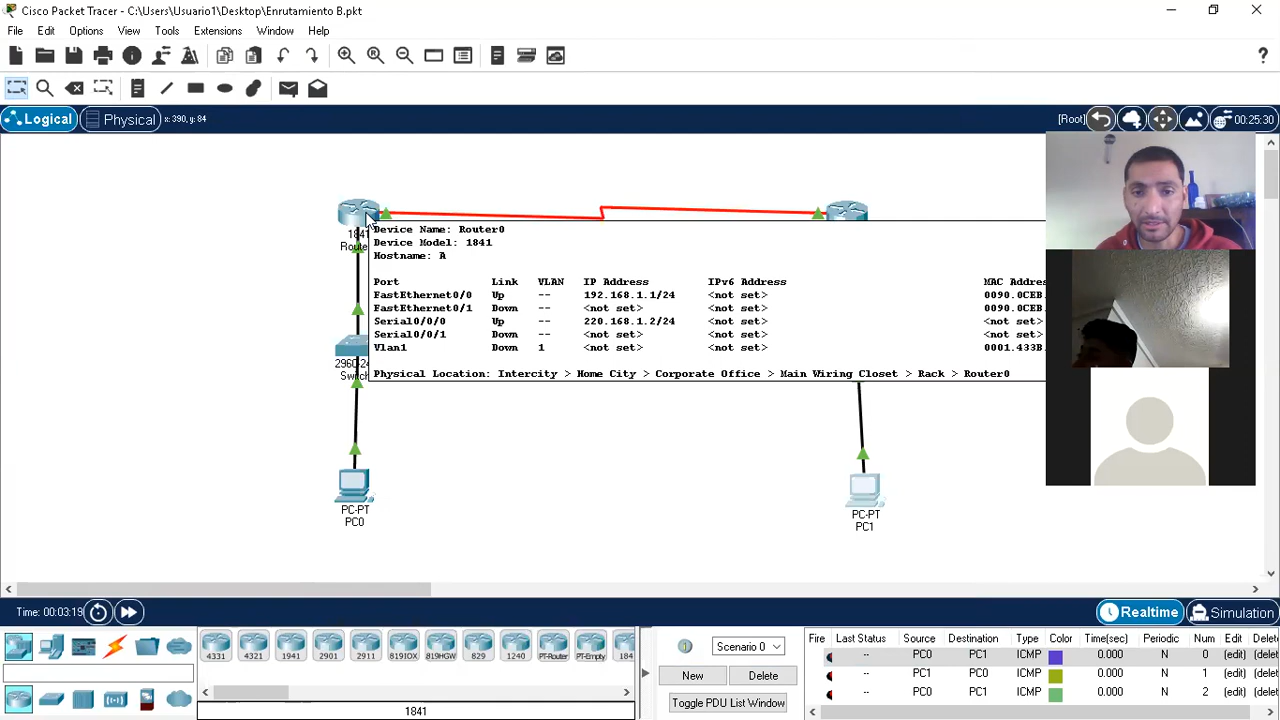 Cisco Packet Tracer - C:\Users\Usuario1\Desktop\Enrutamiento B.pkt
File Edit Options View Tools Extensions Window Help
Logical Physical x: 390, y: 84 [Root] 00:25:30
1841
Device Name: Router0
Device Model: 1841
Hostname: A
Port Link VLAN IP Address IPv6 Address MAC Address
FastEthernet0/0 Up -- 192.168.1.1/24 <not set> 0090.0CEB.
FastEthernet0/1 Down -- <not set> <not set> 0090.0CEB.
Serial0/0/0 Up -- 220.168.1.2/24 <not set> <not set>
Serial0/0/1 Down -- <not set> <not set> <not set>
Vlan1 Down 1 <not set> <not set> 0001.433B.
Physical Location: Intercity > Home City > Corporate Office > Main Wiring Closet > Rack > Router0
PC-PT
PC0
PC-PT
PC1
Time: 00:03:19 Realtime Simulation
4331 4321 1941 2901 2911 819IOX 819HGW 829 1240 PT-Router PT-Empty 184
1841
Scenario 0
New Delete
Toggle PDU List Window
Fire Last Status Source Destination Type Color Time(sec) Periodic Num Edit Delete
-- PC0 PC1 ICMP 0.000 N 0 (edit) (delet
-- PC1 PC0 ICMP 0.000 N 1 (edit) (delet
-- PC0 PC1 ICMP 0.000 N 2 (edit) (delet